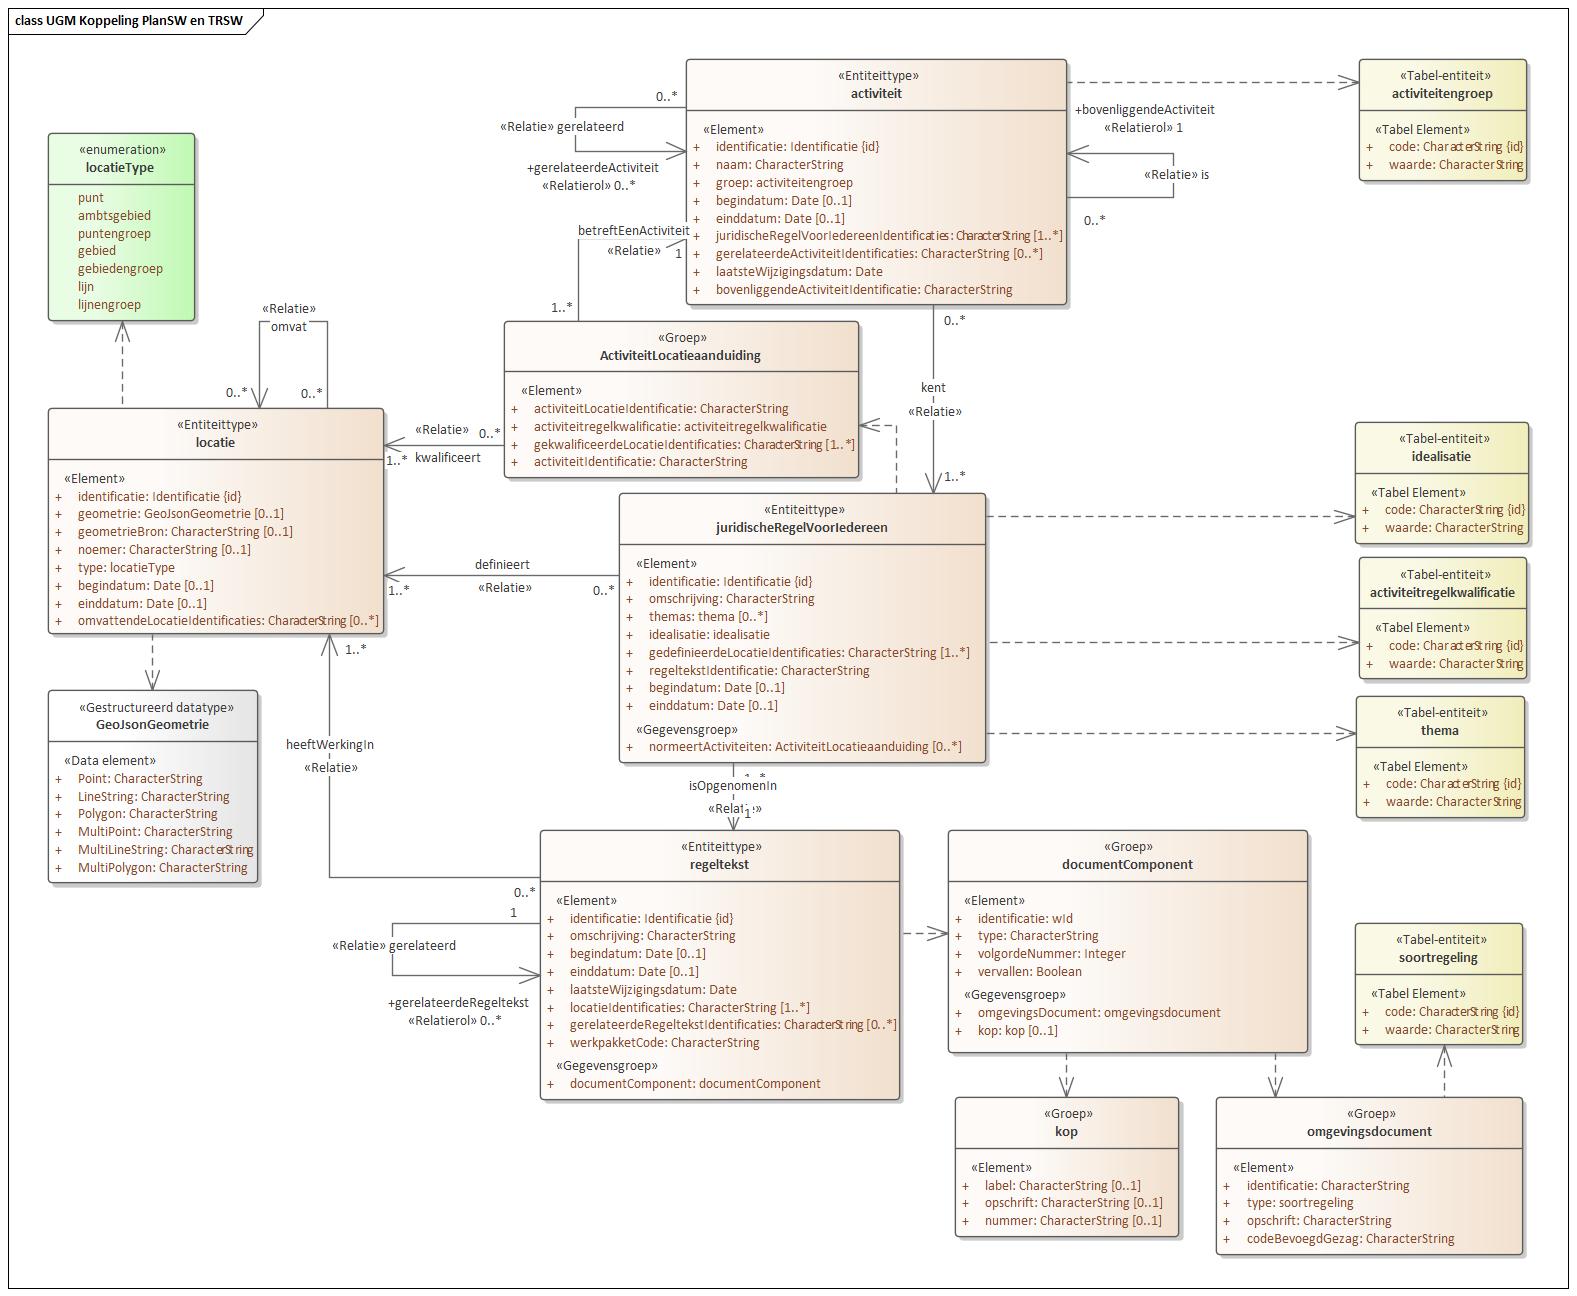 class UGM Koppeling PlanSW en TRSW
«Entiteittype»
activiteit
«Element»
+ identificatie: Identificatie {id}
+ naam: CharacterString
+ groep: activiteitengroep
+ begindatum: Date [0..1]
+ einddatum: Date [0..1]
+ juridischeRegelVoorIedereenIdentificaties: CharacterString [1..*]
+ gerelateerdeActiviteitIdentificaties: CharacterString [0..*]
+ laatsteWijzigingsdatum: Date
+ bovenliggendeActiviteitIdentificatie: CharacterString
0..*
«Relatie» gerelateerd
+gerelateerdeActiviteit
«Relatierol» 0..*
+bovenliggendeActiviteit
«Relatierol» 1
«Relatie» is
0..*
«Tabel-entiteit»
activiteitengroep
«Tabel Element»
+ code: CharacterString {id}
+ waarde: CharacterString
«enumeration»
locatieType
punt
ambtsgebied
puntengroep
gebied
gebiedengroep
lijn
lijnengroep
betreftEenActiviteit
«Relatie» 1
1..*
0..*
kent
«Relatie»
1..*
«Relatie»
omvat
0..* 0..*
«Groep»
ActiviteitLocatieaanduiding
«Element»
+ activiteitLocatieIdentificatie: CharacterString
+ activiteitregelkwalificatie: activiteitregelkwalificatie
+ gekwalificeerdeLocatieIdentificaties: CharacterString [1..*]
+ activiteitIdentificatie: CharacterString
«Relatie» 0..*
1..* kwalificeert
«Entiteittype»
locatie
«Element»
+ identificatie: Identificatie {id}
+ geometrie: GeoJsonGeometrie [0..1]
+ geometrieBron: CharacterString [0..1]
+ noemer: CharacterString [0..1]
+ type: locatieType
+ begindatum: Date [0..1]
+ einddatum: Date [0..1]
+ omvattendeLocatieIdentificaties: CharacterString [0..*]
«Entiteittype»
juridischeRegelVoorIedereen
«Element»
+ identificatie: Identificatie {id}
+ omschrijving: CharacterString
+ themas: thema [0..*]
+ idealisatie: idealisatie
+ gedefinieerdeLocatieIdentificaties: CharacterString [1..*]
+ regeltekstIdentificatie: CharacterString
+ begindatum: Date [0..1]
+ einddatum: Date [0..1]
«Gegevensgroep»
+ normeertActiviteiten: ActiviteitLocatieaanduiding [0..*]
definieert
1..* «Relatie» 0..*
«Tabel-entiteit»
idealisatie
«Tabel Element»
+ code: CharacterString {id}
+ waarde: CharacterString
«Tabel-entiteit»
activiteitregelkwalificatie
«Tabel Element»
+ code: CharacterString {id}
+ waarde: CharacterString
«Tabel-entiteit»
thema
«Tabel Element»
+ code: CharacterString {id}
+ waarde: CharacterString
1..*
heeftWerkingIn
«Relatie»
0..*
«Gestructureerd datatype»
GeoJsonGeometrie
«Data element»
+ Point: CharacterString
+ LineString: CharacterString
+ Polygon: CharacterString
+ MultiPoint: CharacterString
+ MultiLineString: CharacterString
+ MultiPolygon: CharacterString
1..*
isOpgenomenIn
«Relatie»
1
«Entiteittype»
regeltekst
«Element»
+ identificatie: Identificatie {id}
+ omschrijving: CharacterString
+ begindatum: Date [0..1]
+ einddatum: Date [0..1]
+ laatsteWijzigingsdatum: Date
+ locatieIdentificaties: CharacterString [1..*]
+ gerelateerdeRegeltekstIdentificaties: CharacterString [0..*]
+ werkpakketCode: CharacterString
«Gegevensgroep»
+ documentComponent: documentComponent
1
«Relatie» gerelateerd
+gerelateerdeRegeltekst
«Relatierol» 0..*
«Groep»
documentComponent
«Element»
+ identificatie: wId
+ type: CharacterString
+ volgordeNummer: Integer
+ vervallen: Boolean
«Gegevensgroep»
+ omgevingsDocument: omgevingsdocument
+ kop: kop [0..1]
«Tabel-entiteit»
soortregeling
«Tabel Element»
+ code: CharacterString {id}
+ waarde: CharacterString
«Groep»
kop
«Element»
+ label: CharacterString [0..1]
+ opschrift: CharacterString [0..1]
+ nummer: CharacterString [0..1]
«Groep»
omgevingsdocument
«Element»
+ identificatie: CharacterString
+ type: soortregeling
+ opschrift: CharacterString
+ codeBevoegdGezag: CharacterString